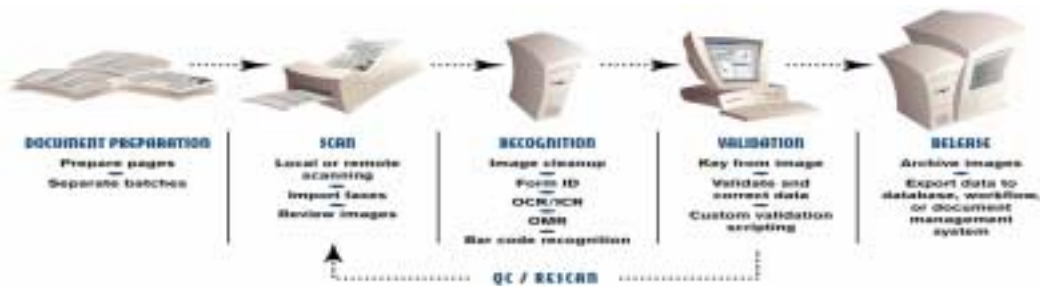 DOCUMENT PREPARATION
Prepare pages
Separate batches
SCAN
Local or remote
scanning
Import faxes
Review images
RECOGNITION
Image cleanup
Form ID
OCR/ICR
OMR
Bar code recognition
VALIDATION
Key from image
Validate and
correct data
Custom validation
scripting
RELEASE
Archive images
Export data to
database, workflow,
or document
management
system
QC / RESCAN